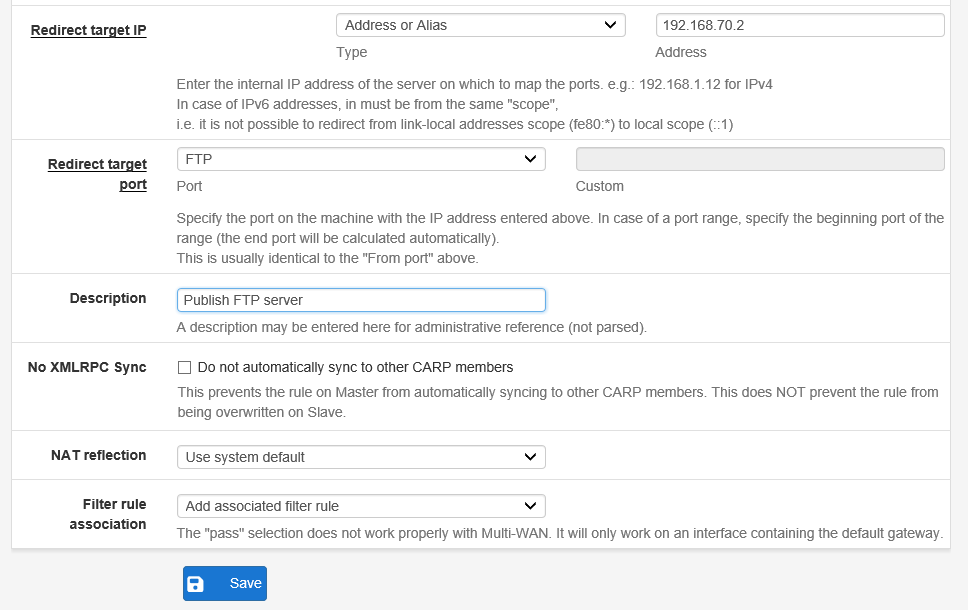 Redirect target IP
Address or Alias
192.168.70.2
Type
Address
Enter the internal IP address of the server on which to map the ports. e.g.: 192.168.1.12 for IPv4
In case of IPv6 addresses, in must be from the same "scope",
i.e. it is not possible to redirect from link-local addresses scope (fe80:*) to local scope (::1)
Redirect target
port
FTP
Port
Custom
Specify the port on the machine with the IP address entered above. In case of a port range, specify the beginning port of the
range (the end port will be calculated automatically).
This is usually identical to the "From port" above.
Description
Publish FTP server
A description may be entered here for administrative reference (not parsed).
No XMLRPC Sync
Do not automatically sync to other CARP members
This prevents the rule on Master from automatically syncing to other CARP members. This does NOT prevent the rule from
being overwritten on Slave.
NAT reflection
Use system default
Filter rule
association
Add associated filter rule
The "pass" selection does not work properly with Multi-WAN. It will only work on an interface containing the default gateway.
Save